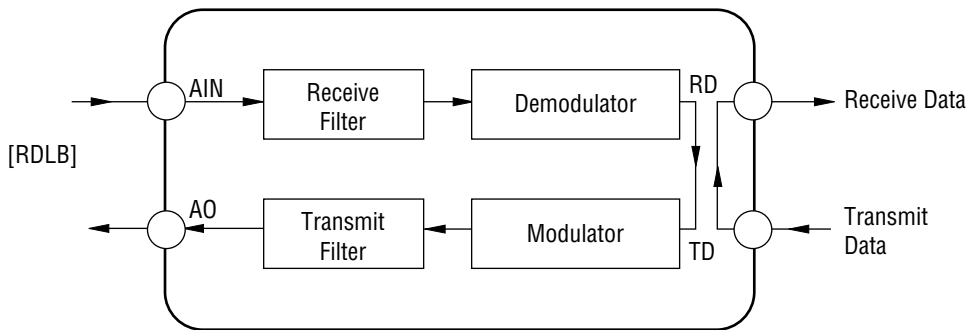 AIN
Receive
Filter
Demodulator
RD
Receive Data
[RDLB]
AO
Transmit
Filter
Modulator
TD
Transmit
Data